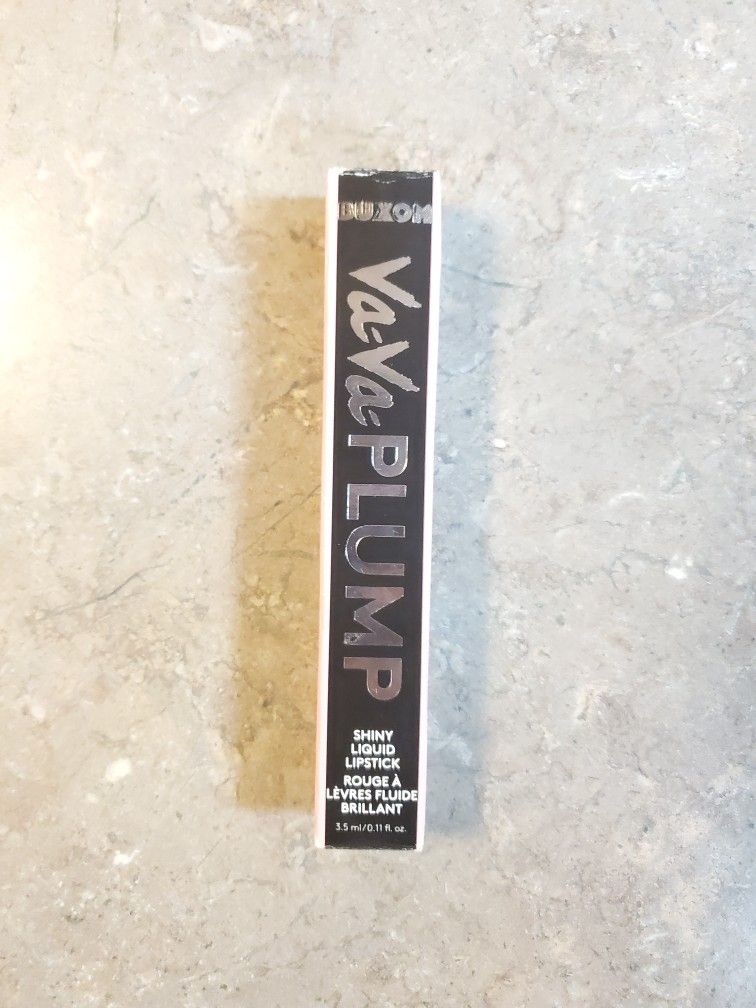 BUXOM
Va-Va-PLUMP
SHINY
LIQUID
LIPSTICK
ROUGE À
LÈVRES FLUIDE
BRILLANT
3.5 ml/0.11 fl. oz.